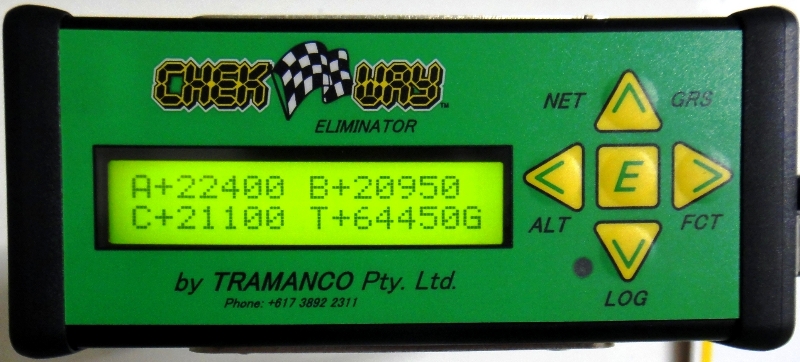 CHEK WAY™
ELIMINATOR
A+22400 B+20950
C+21100 T+64450G
by TRAMANCO Pty. Ltd.
Phone: +617 3892 2311
NET
GRS
^
<
E
>
ALT
FCT
v
LOG